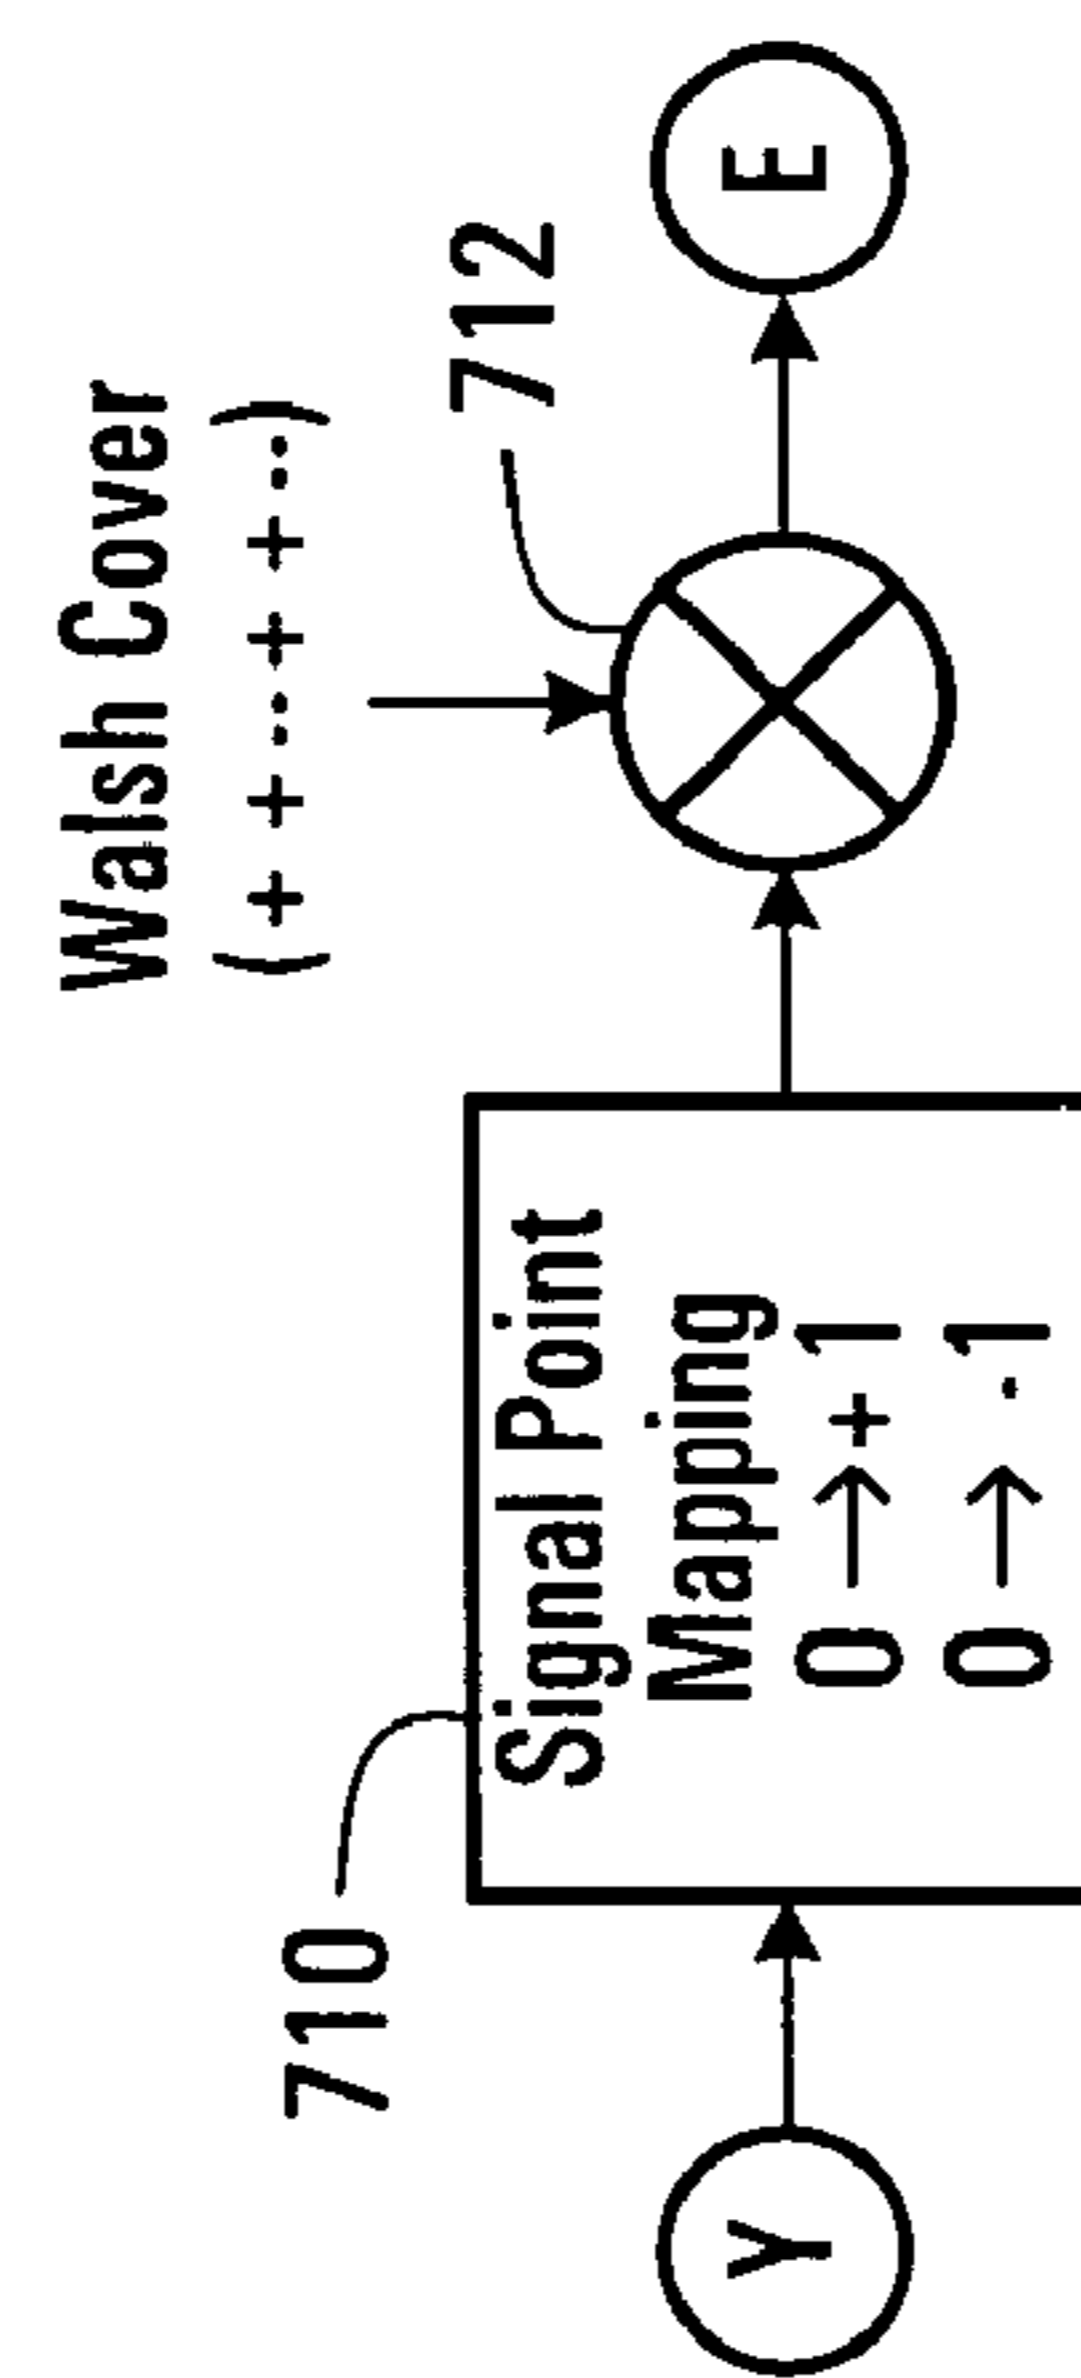 Walsh Cover
(+ + -- + + --)
712
710
Y
Signal Point
Mapping
0→+1
0→-1
E